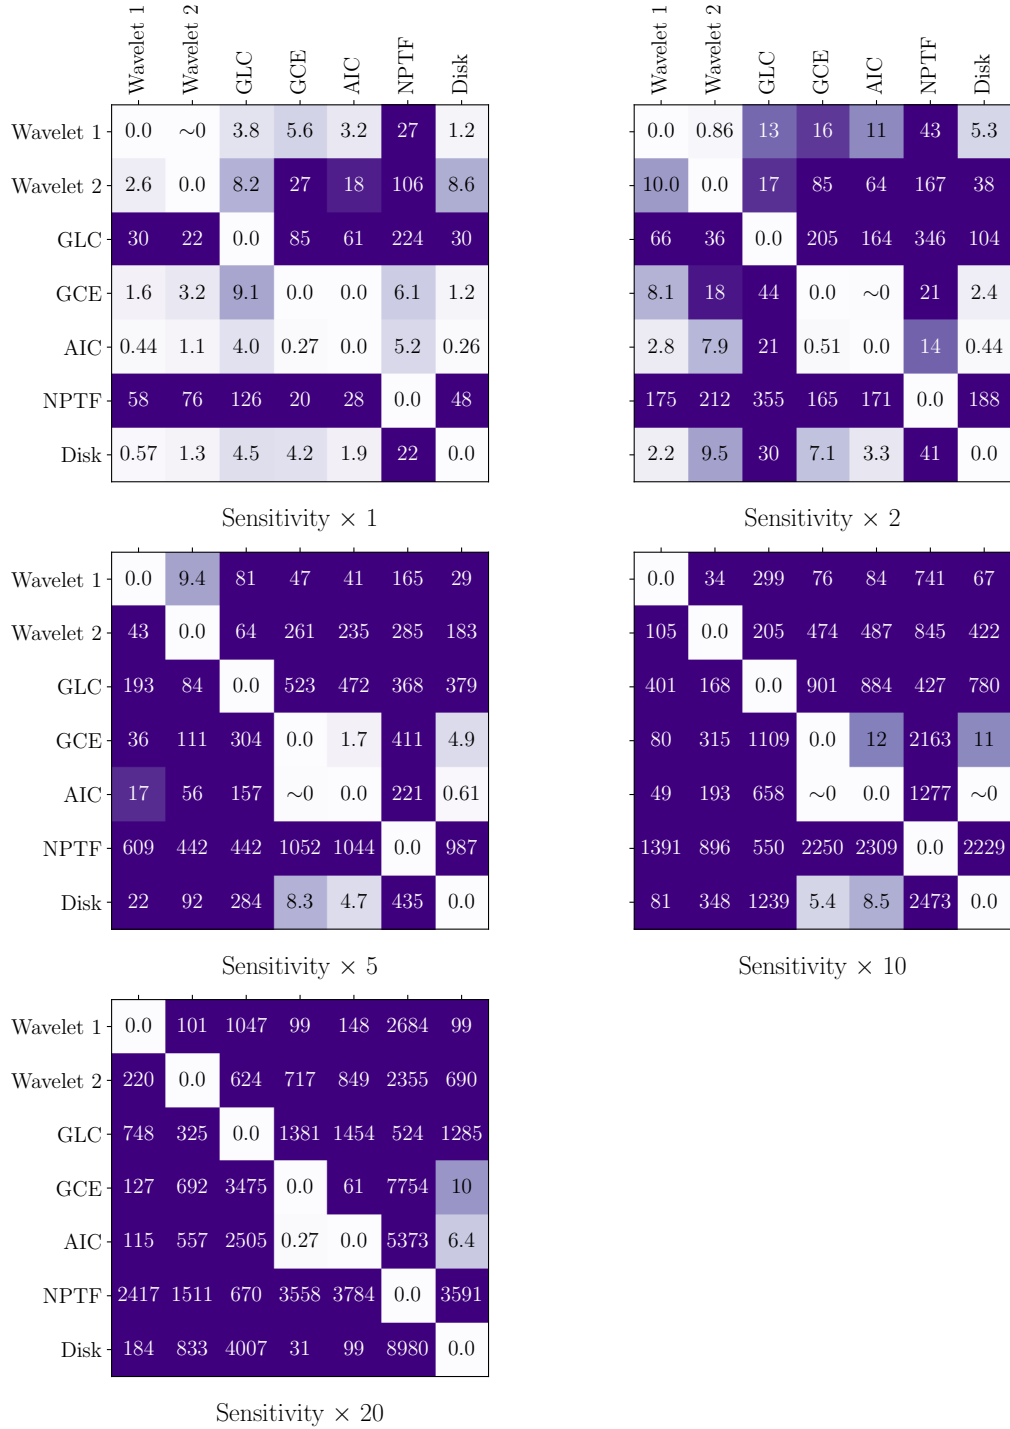 Wavelet 1 Wavelet 2 GLC GCE AIC NPTF Disk
Wavelet 1 0.0 ~0 3.8 5.6 3.2 27 1.2
Wavelet 2 2.6 0.0 8.2 27 18 106 8.6
GLC 30 22 0.0 85 61 224 30
GCE 1.6 3.2 9.1 0.0 0.0 6.1 1.2
AIC 0.44 1.1 4.0 0.27 0.0 5.2 0.26
NPTF 58 76 126 20 28 0.0 48
Disk 0.57 1.3 4.5 4.2 1.9 22 0.0
Sensitivity × 1
Wavelet 1 Wavelet 2 GLC GCE AIC NPTF Disk
0.0 0.86 13 16 11 43 5.3
10.0 0.0 17 85 64 167 38
66 36 0.0 205 164 346 104
8.1 18 44 0.0 ~0 21 2.4
2.8 7.9 21 0.51 0.0 14 0.44
175 212 355 165 171 0.0 188
2.2 9.5 30 7.1 3.3 41 0.0
Sensitivity × 2
Wavelet 1 0.0 9.4 81 47 41 165 29
Wavelet 2 43 0.0 64 261 235 285 183
GLC 193 84 0.0 523 472 368 379
GCE 36 111 304 0.0 1.7 411 4.9
AIC 17 56 157 ~0 0.0 221 0.61
NPTF 609 442 442 1052 1044 0.0 987
Disk 22 92 284 8.3 4.7 435 0.0
Sensitivity × 5
0.0 34 299 76 84 741 67
105 0.0 205 474 487 845 422
401 168 0.0 901 884 427 780
80 315 1109 0.0 12 2163 11
49 193 658 ~0 0.0 1277 ~0
1391 896 550 2250 2309 0.0 2229
81 348 1239 5.4 8.5 2473 0.0
Sensitivity × 10
Wavelet 1 0.0 101 1047 99 148 2684 99
Wavelet 2 220 0.0 624 717 849 2355 690
GLC 748 325 0.0 1381 1454 524 1285
GCE 127 692 3475 0.0 61 7754 10
AIC 115 557 2505 0.27 0.0 5373 6.4
NPTF 2417 1511 670 3558 3784 0.0 3591
Disk 184 833 4007 31 99 8980 0.0
Sensitivity × 20